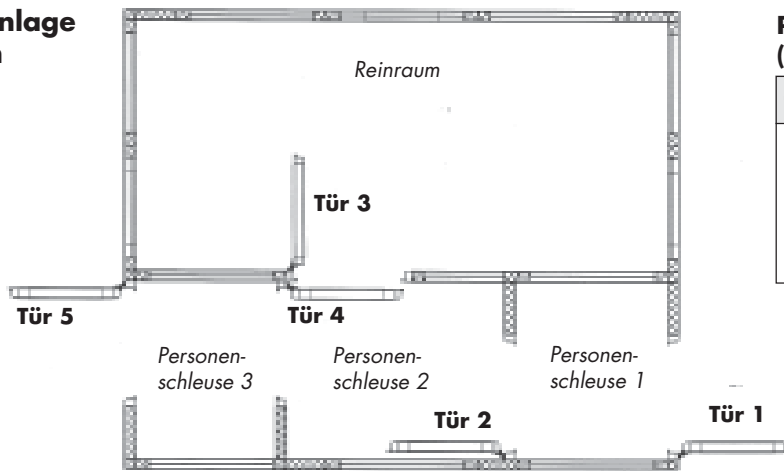 nlage
Reinraum
Tür 3
Tür 5
Tür 4
Personen-
schleuse 3
Personen-
schleuse 2
Personen-
schleuse 1
Tür 2
Tür 1